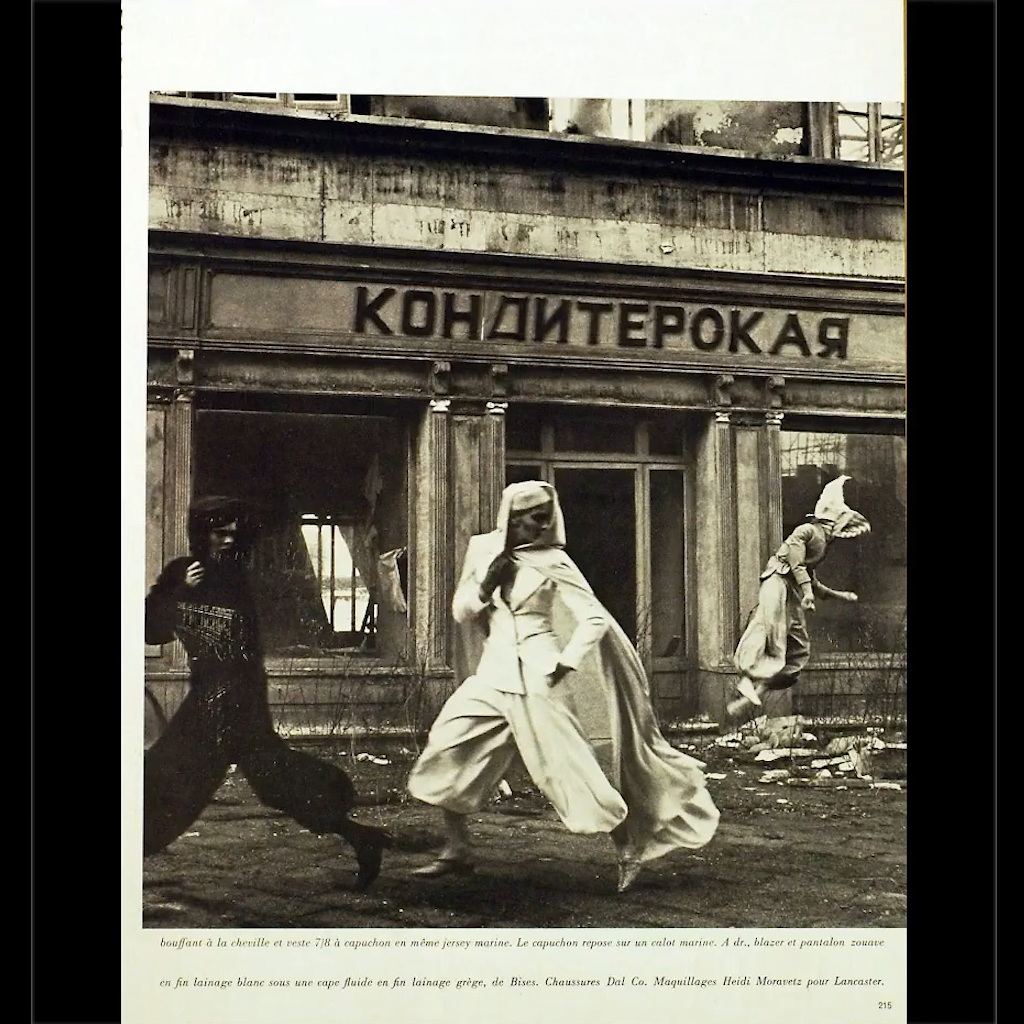 КОНДИТЕРОКАЯ
bouffant à la cheville et veste 7/8 à capuchon en même jersey marine. Le capuchon repose sur un calot marine. A dr., blazer et pantalon zouave
en fin lainage blanc sous une cape fluide en fin lainage grège, de Bises. Chaussures Dal Co. Maquillages Heidi Moravetz pour Lancaster.
215